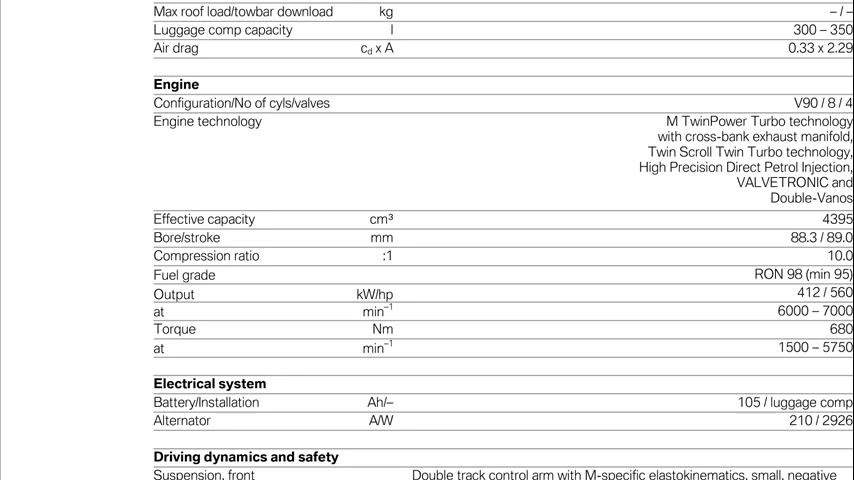 Max roof load/towbar download kg – / –
Luggage comp capacity l 300 – 350
Air drag cd x A 0.33 x 2.29
Engine
Configuration/No of cyls/valves V90 / 8 / 4
Engine technology M TwinPower Turbo technology
with cross-bank exhaust manifold,
Twin Scroll Twin Turbo technology,
High Precision Direct Petrol Injection,
VALVETRONIC and
Double-Vanos
Effective capacity cm³ 4395
Bore/stroke mm 88.3 / 89.0
Compression ratio :1 10.0
Fuel grade RON 98 (min 95)
Output kW/hp 412 / 560
at min⁻¹ 6000 – 7000
Torque Nm 680
at min⁻¹ 1500 – 5750
Electrical system
Battery/Installation Ah/– 105 / luggage comp
Alternator A/W 210 / 2926
Driving dynamics and safety
Suspension, front Double track control arm with M-specific elastokinematics, small, negative